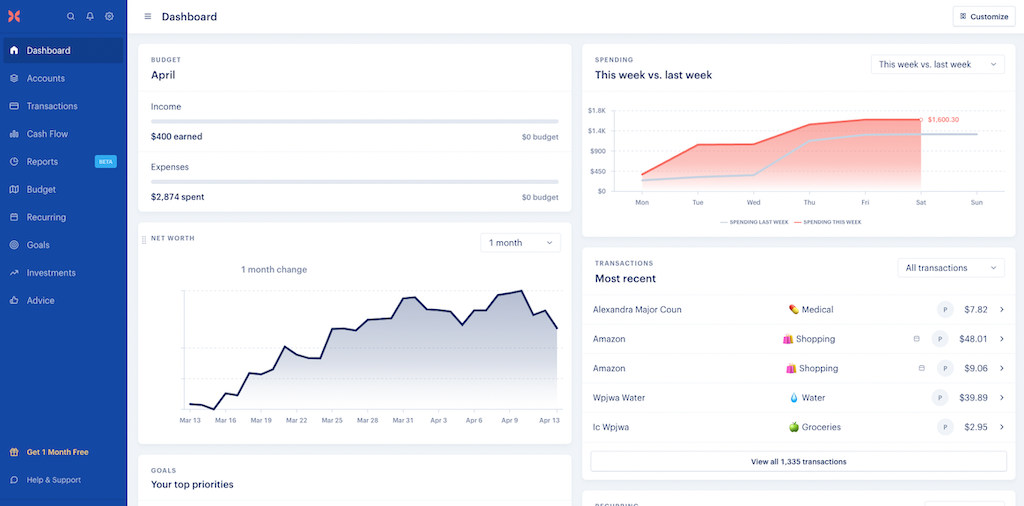 Dashboard
Accounts
Transactions
Cash Flow
Reports BETA
Budget
Recurring
Goals
Investments
Advice
Get 1 Month Free
Help & Support
Dashboard
Customize
BUDGET
April
Income
$400 earned $0 budget
Expenses
$2,874 spent $0 budget
NET WORTH
1 month
1 month change
Mar 13 Mar 16 Mar 19 Mar 22 Mar 25 Mar 28 Mar 31 Apr 3 Apr 6 Apr 9 Apr 13
GOALS
Your top priorities
SPENDING
This week vs. last week
This week vs. last week
$1.8K
$1.4K
$900
$450
$0
$1,600.30
Mon Tue Wed Thu Fri Sat Sun
SPENDING LAST WEEK SPENDING THIS WEEK
TRANSACTIONS
Most recent
All transactions
Alexandra Major Coun Medical P $7.82
Amazon Shopping P $48.01
Amazon Shopping P $9.06
Wpjwa Water Water P $39.89
Ic Wpjwa Groceries P $2.95
View all 1,335 transactions
RECURRING